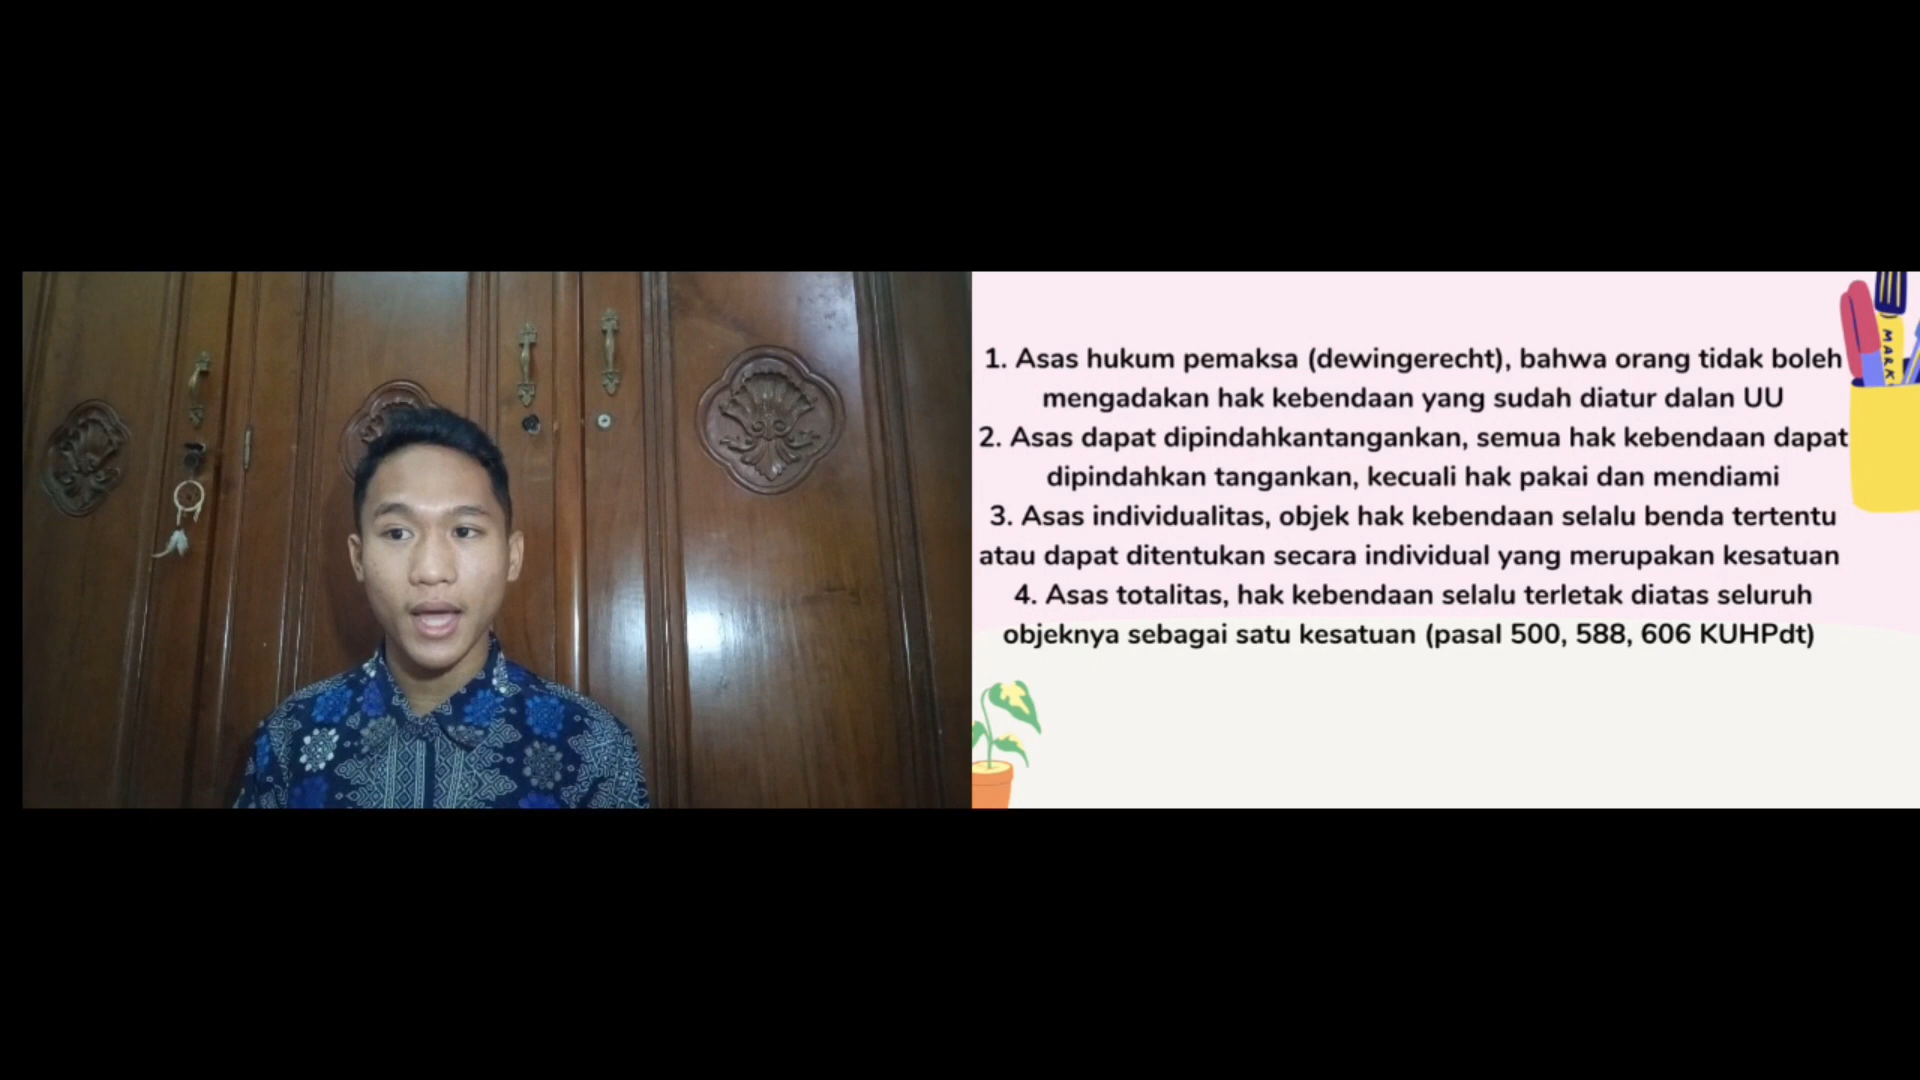 1. Asas hukum pemaksa (dewingerecht), bahwa orang tidak boleh
mengadakan hak kebendaan yang sudah diatur dalan UU
2. Asas dapat dipindahkantangankan, semua hak kebendaan dapat
dipindahkan tangankan, kecuali hak pakai dan mendiami
3. Asas individualitas, objek hak kebendaan selalu benda tertentu
atau dapat ditentukan secara individual yang merupakan kesatuan
4. Asas totalitas, hak kebendaan selalu terletak diatas seluruh
objeknya sebagai satu kesatuan (pasal 500, 588, 606 KUHPdt)